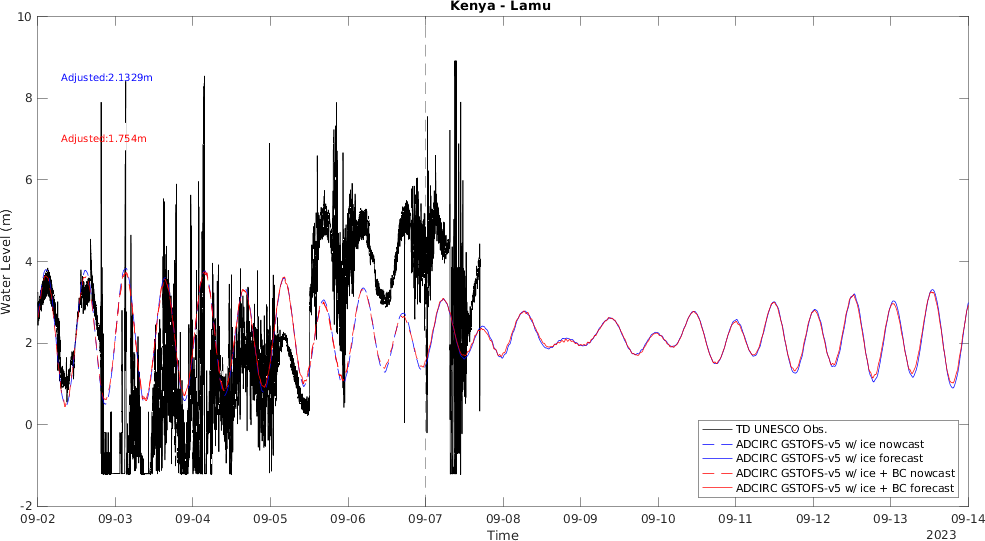 Kenya - Lamu
10
8
6
4
2
0
-2
Water Level (m)
Adjusted:2.1329m
Adjusted:1.754m
TD UNESCO Obs.
ADCIRC GSTOFS-v5 w/ ice nowcast
ADCIRC GSTOFS-v5 w/ ice forecast
ADCIRC GSTOFS-v5 w/ ice + BC nowcast
ADCIRC GSTOFS-v5 w/ ice + BC forecast
09-02 09-03 09-04 09-05 09-06 09-07 09-08 09-09 09-10 09-11 09-12 09-13 09-14
Time
2023